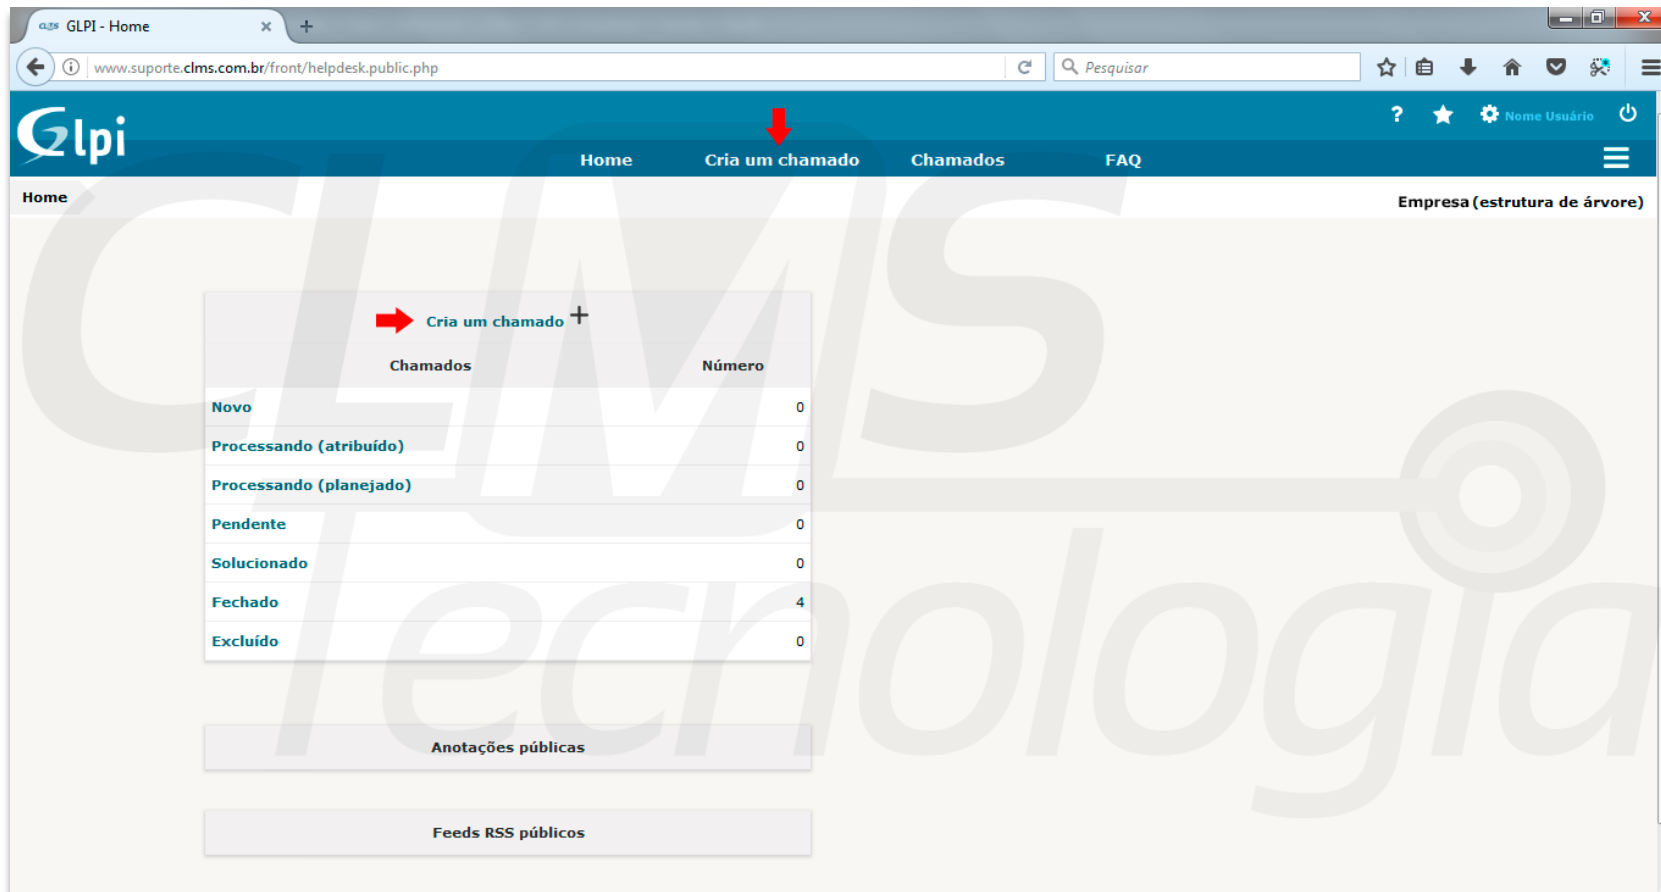 GLPI - Home
www.suporte.clms.com.br/front/helpdesk.public.php
Pesquisar
Glpi
? Nome Usuário
Home Cria um chamado Chamados FAQ
Home
Empresa (estrutura de árvore)
Cria um chamado +
Chamados Número
Novo 0
Processando (atribuído) 0
Processando (planejado) 0
Pendente 0
Solucionado 0
Fechado 4
Excluído 0
Anotações públicas
Feeds RSS públicos
CLMS
Tecnologia